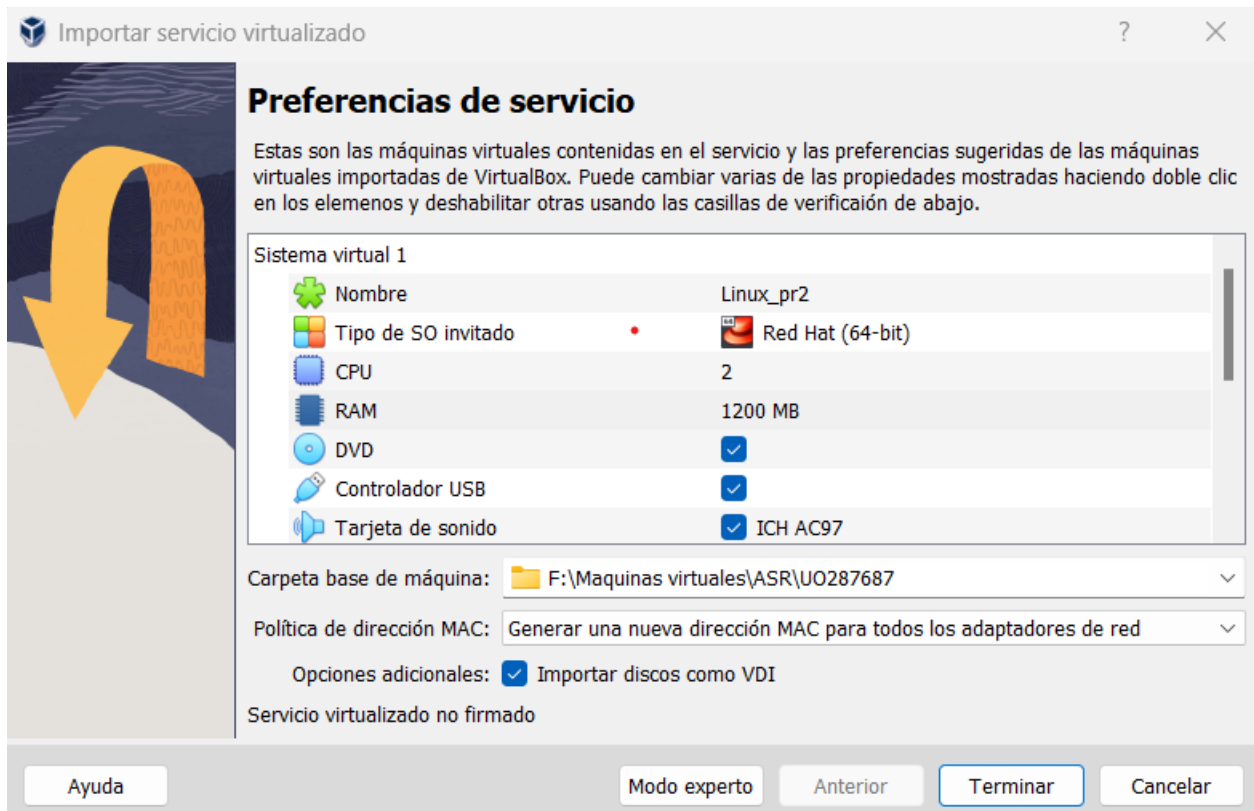 Importar servicio virtualizado
Preferencias de servicio
Estas son las máquinas virtuales contenidas en el servicio y las preferencias sugeridas de las máquinas
virtuales importadas de VirtualBox. Puede cambiar varias de las propiedades mostradas haciendo doble clic
en los elemenos y deshabilitar otras usando las casillas de verificaión de abajo.
Sistema virtual 1
Nombre Linux_pr2
Tipo de SO invitado 64 Red Hat (64-bit)
CPU 2
RAM 1200 MB
DVD
Controlador USB
Tarjeta de sonido ICH AC97
Carpeta base de máquina: F:\Maquinas virtuales\ASR\UO287687
Política de dirección MAC: Generar una nueva dirección MAC para todos los adaptadores de red
Opciones adicionales: Importar discos como VDI
Servicio virtualizado no firmado
Ayuda Modo experto Anterior Terminar Cancelar